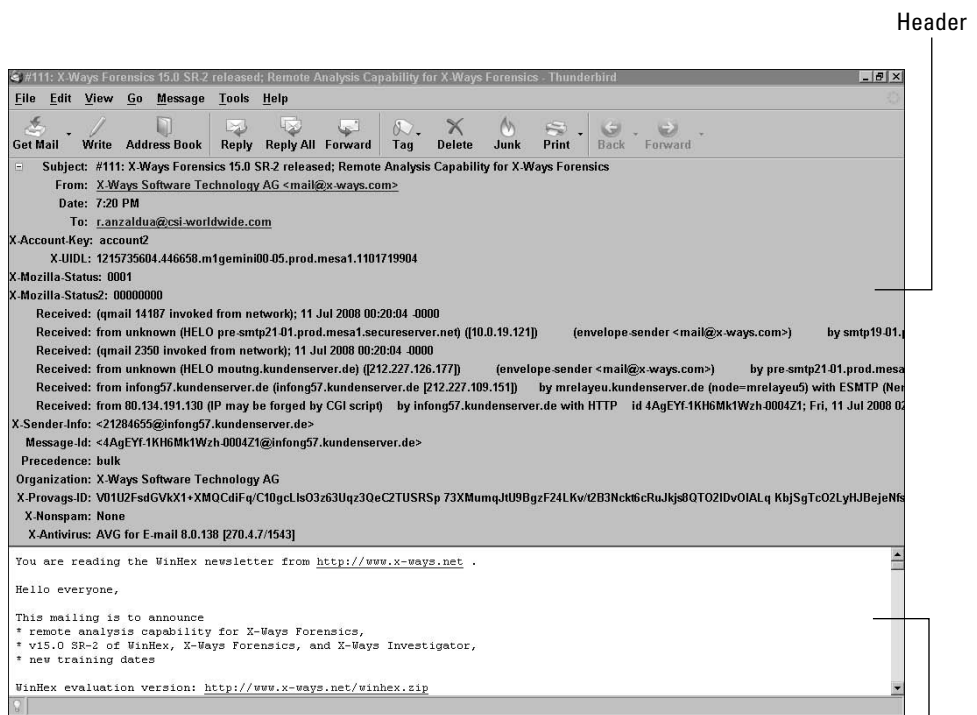 Header
#111: X-Ways Forensics 15.0 SR-2 released; Remote Analysis Capability for X-Ways Forensics - Thunderbird
File Edit View Go Message Tools Help
Get Mail Write Address Book Reply Reply All Forward Tag Delete Junk Print Back Forward
Subject: #111: X-Ways Forensics 15.0 SR-2 released; Remote Analysis Capability for X-Ways Forensics
From: X-Ways Software Technology AG <mail@x-ways.com>
Date: 7:20 PM
To: r.anzaldua@csi-worldwide.com
X-Account-Key: account2
X-UIDL: 1215735604.446658.m1gemini00-05.prod.mesa1.1101719904
X-Mozilla-Status: 0001
X-Mozilla-Status2: 00000000
Received: (qmail 14187 invoked from network); 11 Jul 2008 00:20:04 -0000
Received: from unknown (HELO pre-smtp21-01.prod.mesa1.secureserver.net) ([10.0.19.121]) (envelope-sender <mail@x-ways.com>) by smtp19-01.
Received: (qmail 2350 invoked from network); 11 Jul 2008 00:20:04 -0000
Received: from unknown (HELO moutng.kundenserver.de) ([212.227.126.177]) (envelope-sender <mail@x-ways.com>) by pre-smtp21-01.prod.mesa
Received: from infong57.kundenserver.de (infong57.kundenserver.de [212.227.109.151]) by mrelayeu.kundenserver.de (node=mrelayeu5) with ESMTP (Ne
Received: from 80.134.191.130 (IP may be forged by CGI script) by infong57.kundenserver.de with HTTP id 4AgEYf-1KH6Mk1Wzh-0004Z1; Fri, 11 Jul 2008 02
X-Sender-Info: <21284655@infong57.kundenserver.de>
Message-Id: <4AgEYf-1KH6Mk1Wzh-0004Z1@infong57.kundenserver.de>
Precedence: bulk
Organization: X-Ways Software Technology AG
X-Provags-ID:
X-Nonspam: None
X-Antivirus: AVG for E-mail 8.0.138 [270.4.7/1543]
You are reading the WinHex newsletter from http://www.x-ways.net .
Hello everyone,
This mailing is to announce
* remote analysis capability for X-Ways Forensics,
* v15.0 SR-2 of WinHex, X-Ways Forensics, and X-Ways Investigator,
* new training dates
WinHex evaluation version: http://www.x-ways.net/winhex.zip